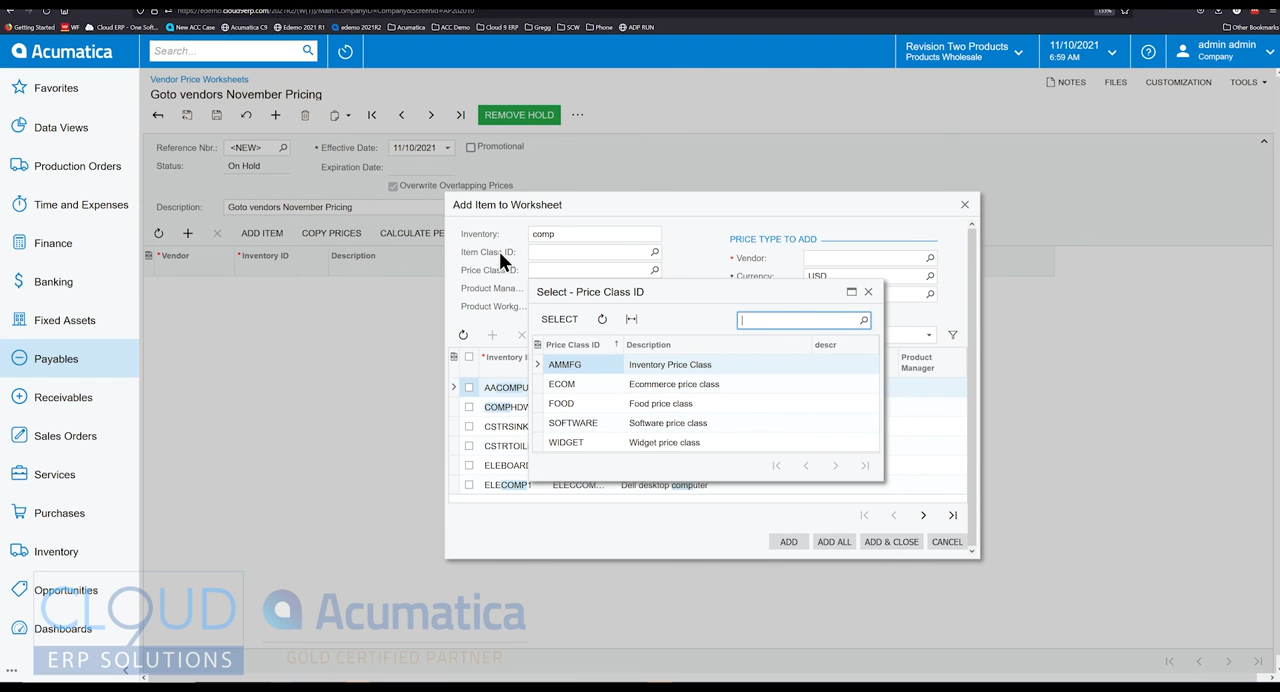 133%
Getting Started WF Cloud ERP - One Soft... New ACC Case Acumatica C9 Edemo 2021 R1 edemo 2021R2 Acumatica ACC Demo Cloud 9 ERP Gregg SCW Phone ADP RUN Other Bookmarks
Acumatica
Search...
Revision Two Products
Products Wholesale
11/10/2021
6:59 AM
admin admin
Company
Favorites
Data Views
Production Orders
Time and Expenses
Finance
Banking
Fixed Assets
Payables
Receivables
Sales Orders
Services
Purchases
Inventory
Opportunities
Dashboards
Vendor Price Worksheets
Goto vendors November Pricing
NOTES FILES CUSTOMIZATION TOOLS
REMOVE HOLD
Reference Nbr.: <NEW> * Effective Date: 11/10/2021 Promotional
Status: On Hold Expiration Date:
Overwrite Overlapping Prices
Description: Goto vendors November Pricing
ADD ITEM COPY PRICES CALCULATE PE
* Vendor * Inventory ID Description
Add Item to Worksheet
Inventory: comp
Item Class ID:
Price Class ID:
Product Mana...
Product Workg...
PRICE TYPE TO ADD
* Vendor:
* Currency: USD
* Inventory I
Product
Manager
AACOMPU
COMPHDW
CSTRSINK
CSTRTOIL
ELEBOARD
ELECOMP1 ELECCOM... Dell desktop computer
Select - Price Class ID
SELECT
Price Class ID Description descr
AMMFG Inventory Price Class
ECOM Ecommerce price class
FOOD Food price class
SOFTWARE Software price class
WIDGET Widget price class
ADD ADD ALL ADD & CLOSE CANCEL
CLOUD
ERP SOLUTIONS
Acumatica
GOLD CERTIFIED PARTNER